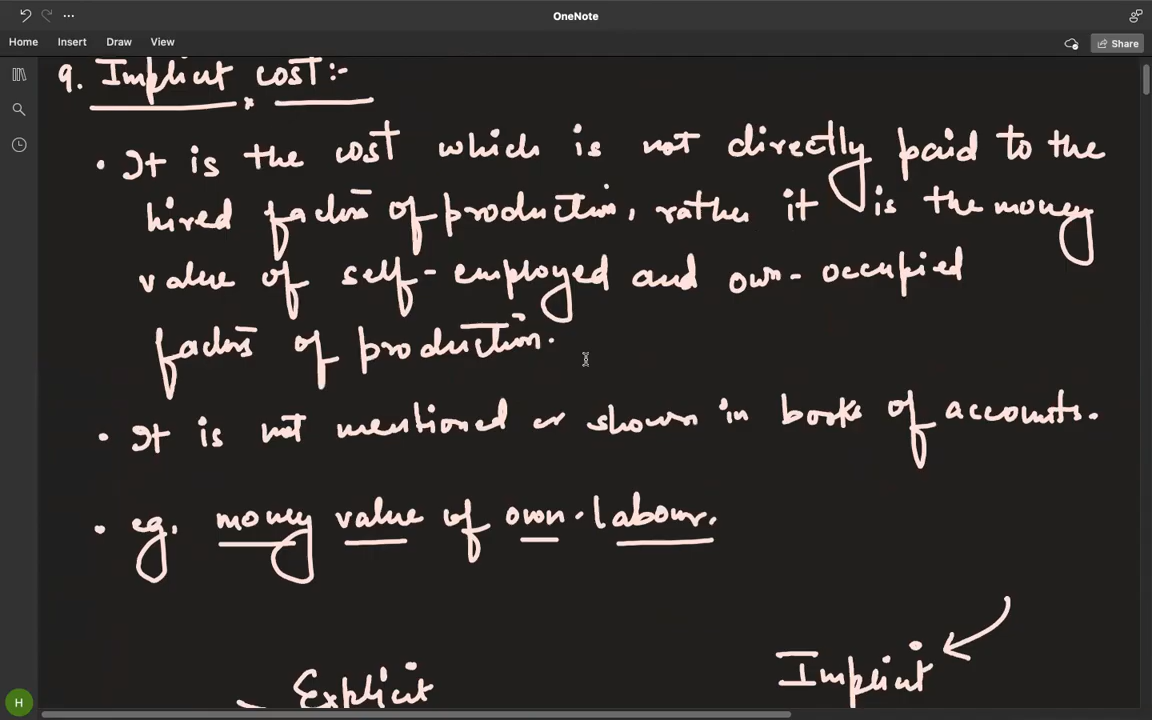 OneNote
Home Insert Draw View
Share
9. Implicit cost :-
• It is the cost which is not directly paid to the
hired factors of production, rather it is the money
value of self-employed and own-occupied
factors of production.
• It is not mentioned or shown in books of accounts.
• eg. money value of own-labour.
Explicit Implicit
H